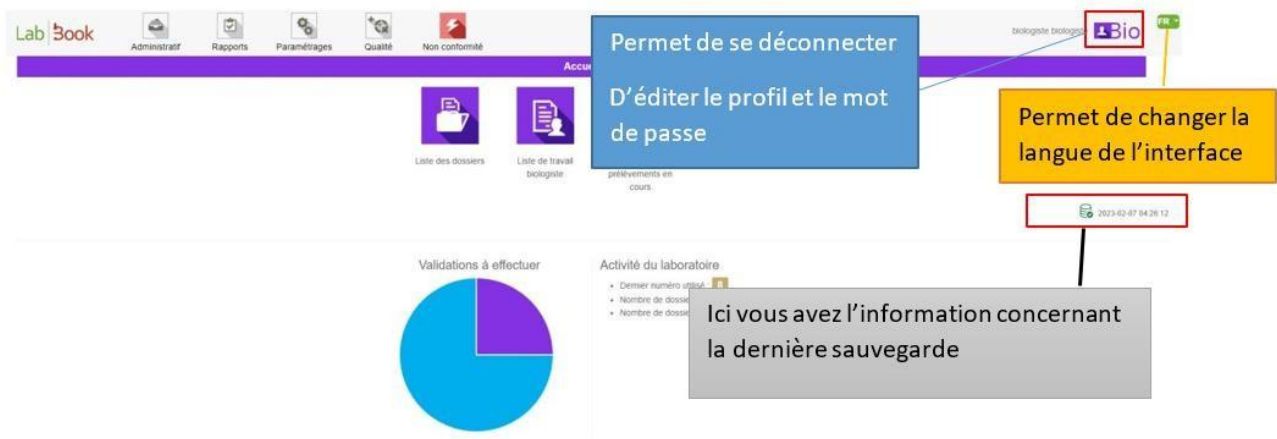 Lab Book
Administratif
Rapports
Paramétrages
Qualité
Non conformité
biologiste biologiste
Bio
FR
Permet de se déconnecter
D’éditer le profil et le mot
de passe
Permet de changer la
langue de l’interface
Liste des dossiers
Liste de travail
biologiste
prélèvements en
cours
2023-02-07 04:26:12
Validations à effectuer
Activité du laboratoire
Dernier numéro utilisé : 8
Nombre de
Nombre de
Ici vous avez l’information concernant
la dernière sauvegarde